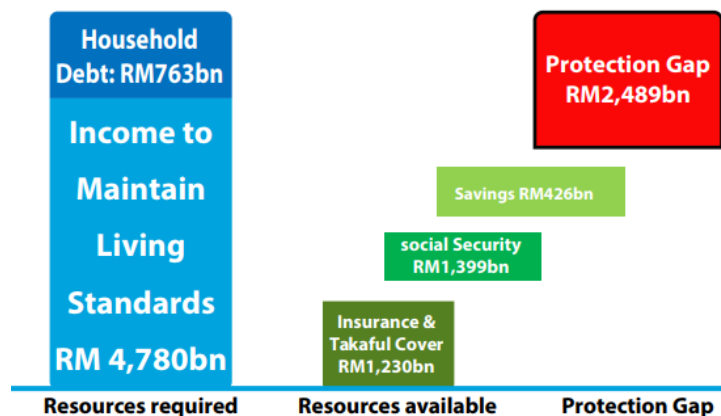 Household
Debt: RM763bn
Income to
Maintain
Living
Standards
RM 4,780bn
Protection Gap
RM2,489bn
Savings RM426bn
social Security
RM1,399bn
Insurance &
Takaful Cover
RM1,230bn
Resources required
Resources available
Protection Gap